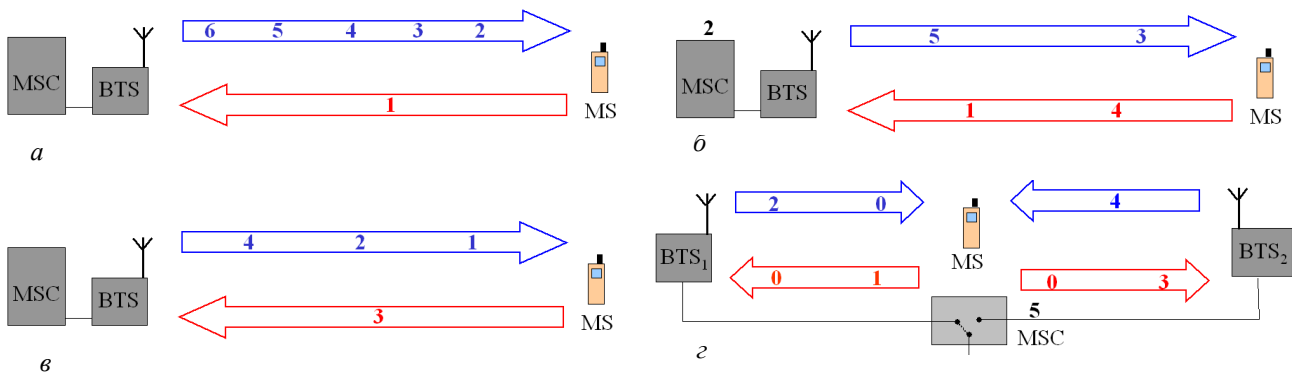 6 5 4 3 2
MSC
BTS
1
MS
а
2
5 3
MSC
BTS
1 4
MS
б
4 2 1
MSC
BTS
3
MS
в
2 0
4
BTS1
MS
BTS2
0 1
0 3
5
MSC
г